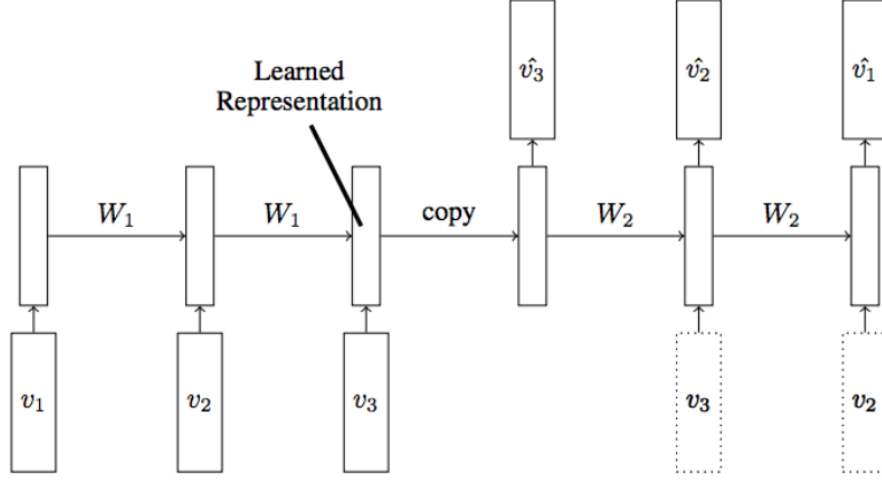 v̂₃ v̂₂ v̂₁
Learned
Representation
W₁ W₁ copy W₂ W₂
v₁ v₂ v₃ v₃ v₂